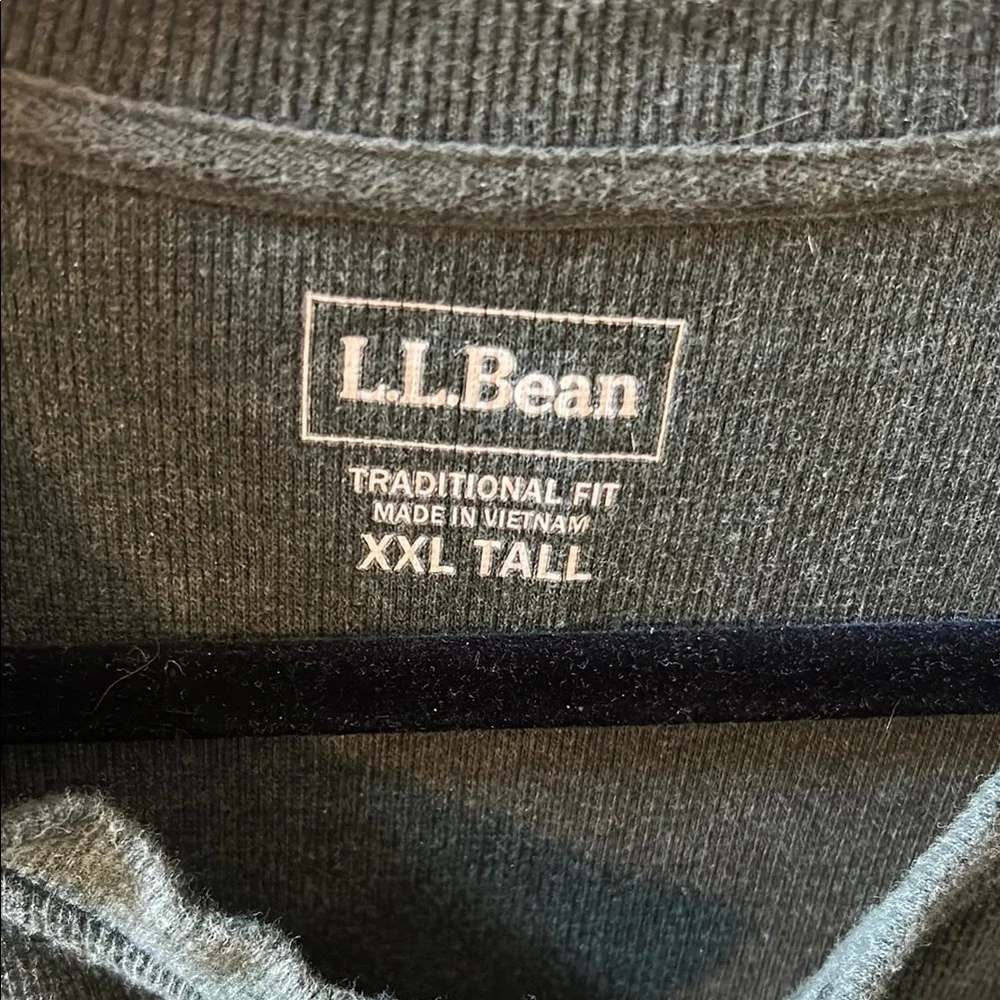 L.L.Bean
TRADITIONAL FIT
MADE IN VIETNAM
XXL TALL